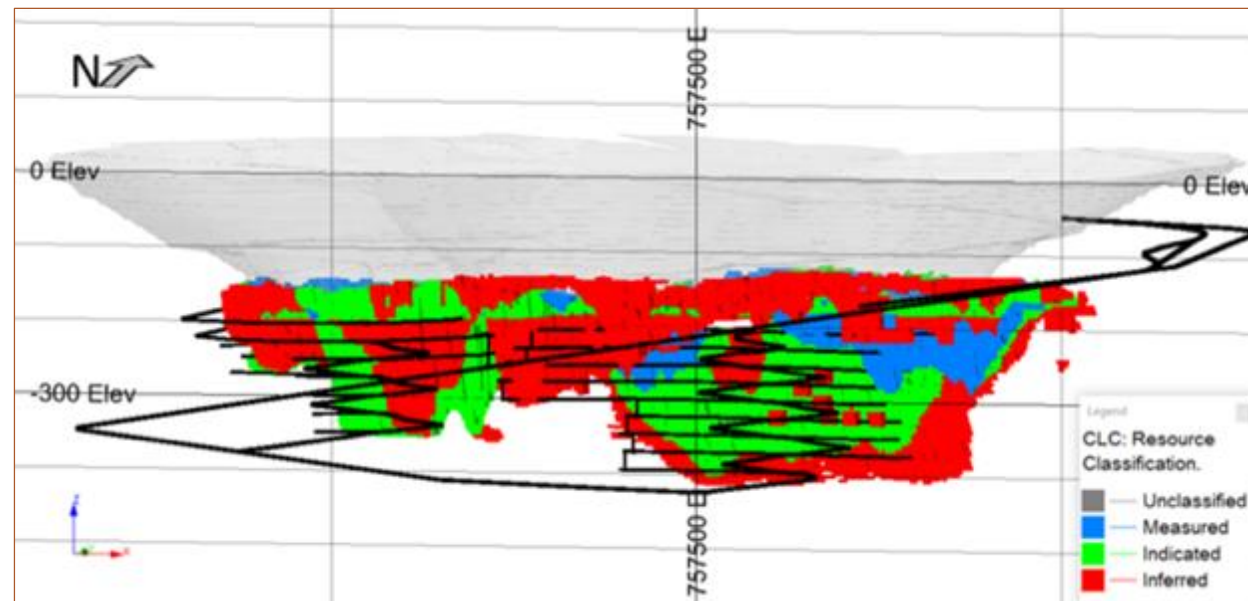 N
757500 E
0 Elev
0 Elev
-300 Elev
757500 E
Legend
CLC: Resource
Classification.
Unclassified
Measured
Indicated
Inferred